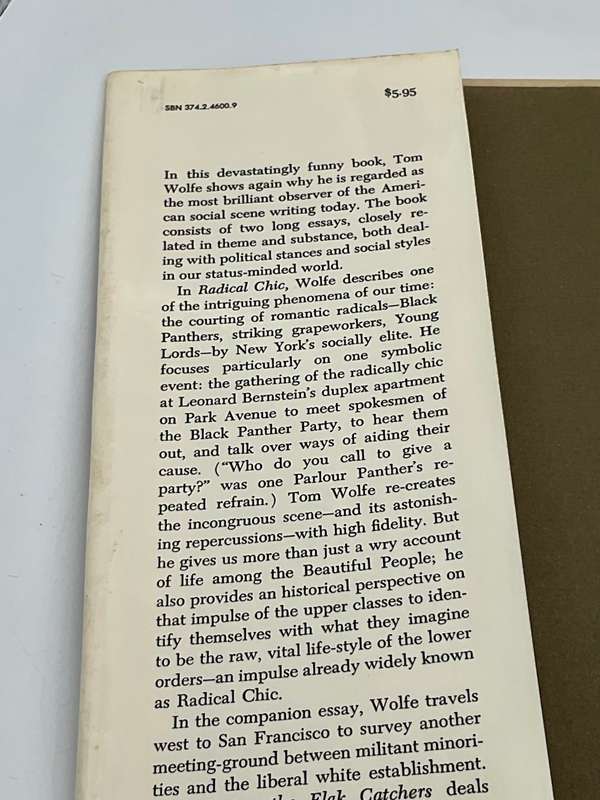 SBN 374.2.4600.9
$5.95
In this devastatingly funny book, Tom
Wolfe shows again why he is regarded as
the most brilliant observer of the Ameri-
can social scene writing today. The book
consists of two long essays, closely re-
lated in theme and substance, both deal-
ing with political stances and social styles
in our status-minded world.
In Radical Chic, Wolfe describes one
of the intriguing phenomena of our time:
the courting of romantic radicals—Black
Panthers, striking grapeworkers, Young
Lords—by New York's socially elite. He
focuses particularly on one symbolic
event: the gathering of the radically chic
at Leonard Bernstein's duplex apartment
on Park Avenue to meet spokesmen of
the Black Panther Party, to hear them
out, and talk over ways of aiding their
cause. ("Who do you call to give a
party?" was one Parlour Panther's re-
peated refrain.) Tom Wolfe re-creates
the incongruous scene—and its astonish-
ing repercussions—with high fidelity. But
he gives us more than just a wry account
of life among the Beautiful People; he
also provides an historical perspective on
that impulse of the upper classes to iden-
tify themselves with what they imagine
to be the raw, vital life-style of the lower
orders—an impulse already widely known
as Radical Chic.
In the companion essay, Wolfe travels
west to San Francisco to survey another
meeting-ground between militant minori-
ties and the liberal white establishment.
the Flak Catchers deals